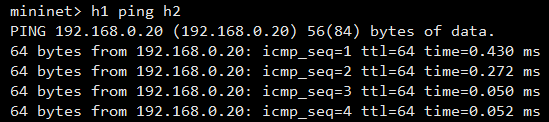 mininet> h1 ping h2
PING 192.168.0.20 (192.168.0.20) 56(84) bytes of data.
64 bytes from 192.168.0.20: icmp_seq=1 ttl=64 time=0.430 ms
64 bytes from 192.168.0.20: icmp_seq=2 ttl=64 time=0.272 ms
64 bytes from 192.168.0.20: icmp_seq=3 ttl=64 time=0.050 ms
64 bytes from 192.168.0.20: icmp_seq=4 ttl=64 time=0.052 ms